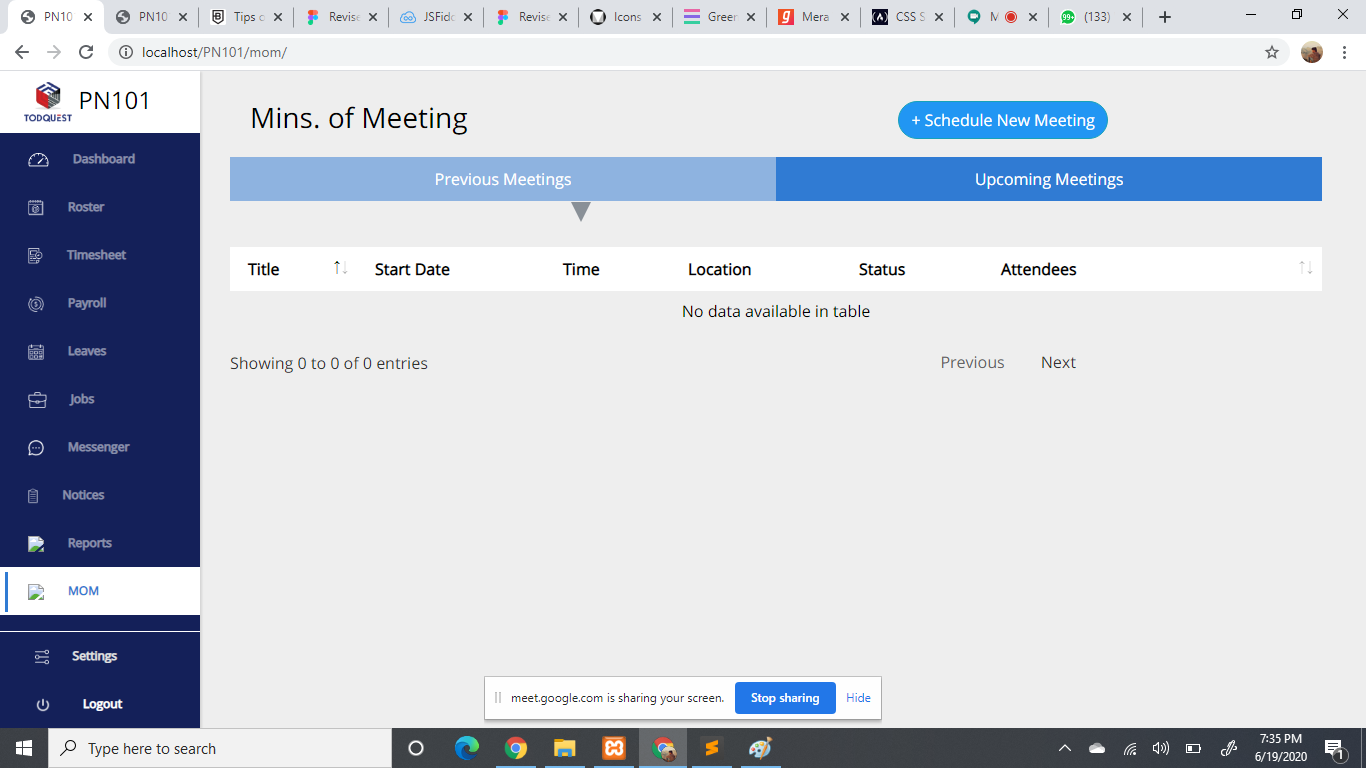 PN10
PN10
Tips c
Revise
JSFidd
Revise
Icons
Green
Mera
CSS S
M
(133)
localhost/PN101/mom/
TODQUEST
PN101
Dashboard
Roster
Timesheet
Payroll
Leaves
Jobs
Messenger
Notices
Reports
MOM
Settings
Logout
Mins. of Meeting
+ Schedule New Meeting
Previous Meetings
Upcoming Meetings
Title
Start Date
Time
Location
Status
Attendees
No data available in table
Showing 0 to 0 of 0 entries
Previous
Next
meet.google.com is sharing your screen.
Stop sharing
Hide
Type here to search
7:35 PM
6/19/2020
1